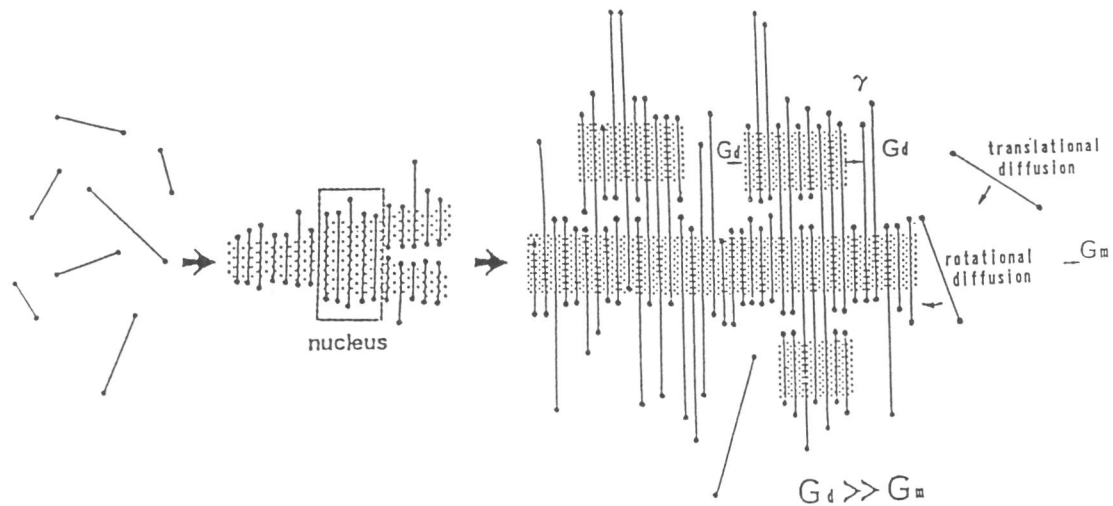 nucleus
γ
Gd
Gd
translational
diffusion
rotational
diffusion
Gm
Gd >> Gm